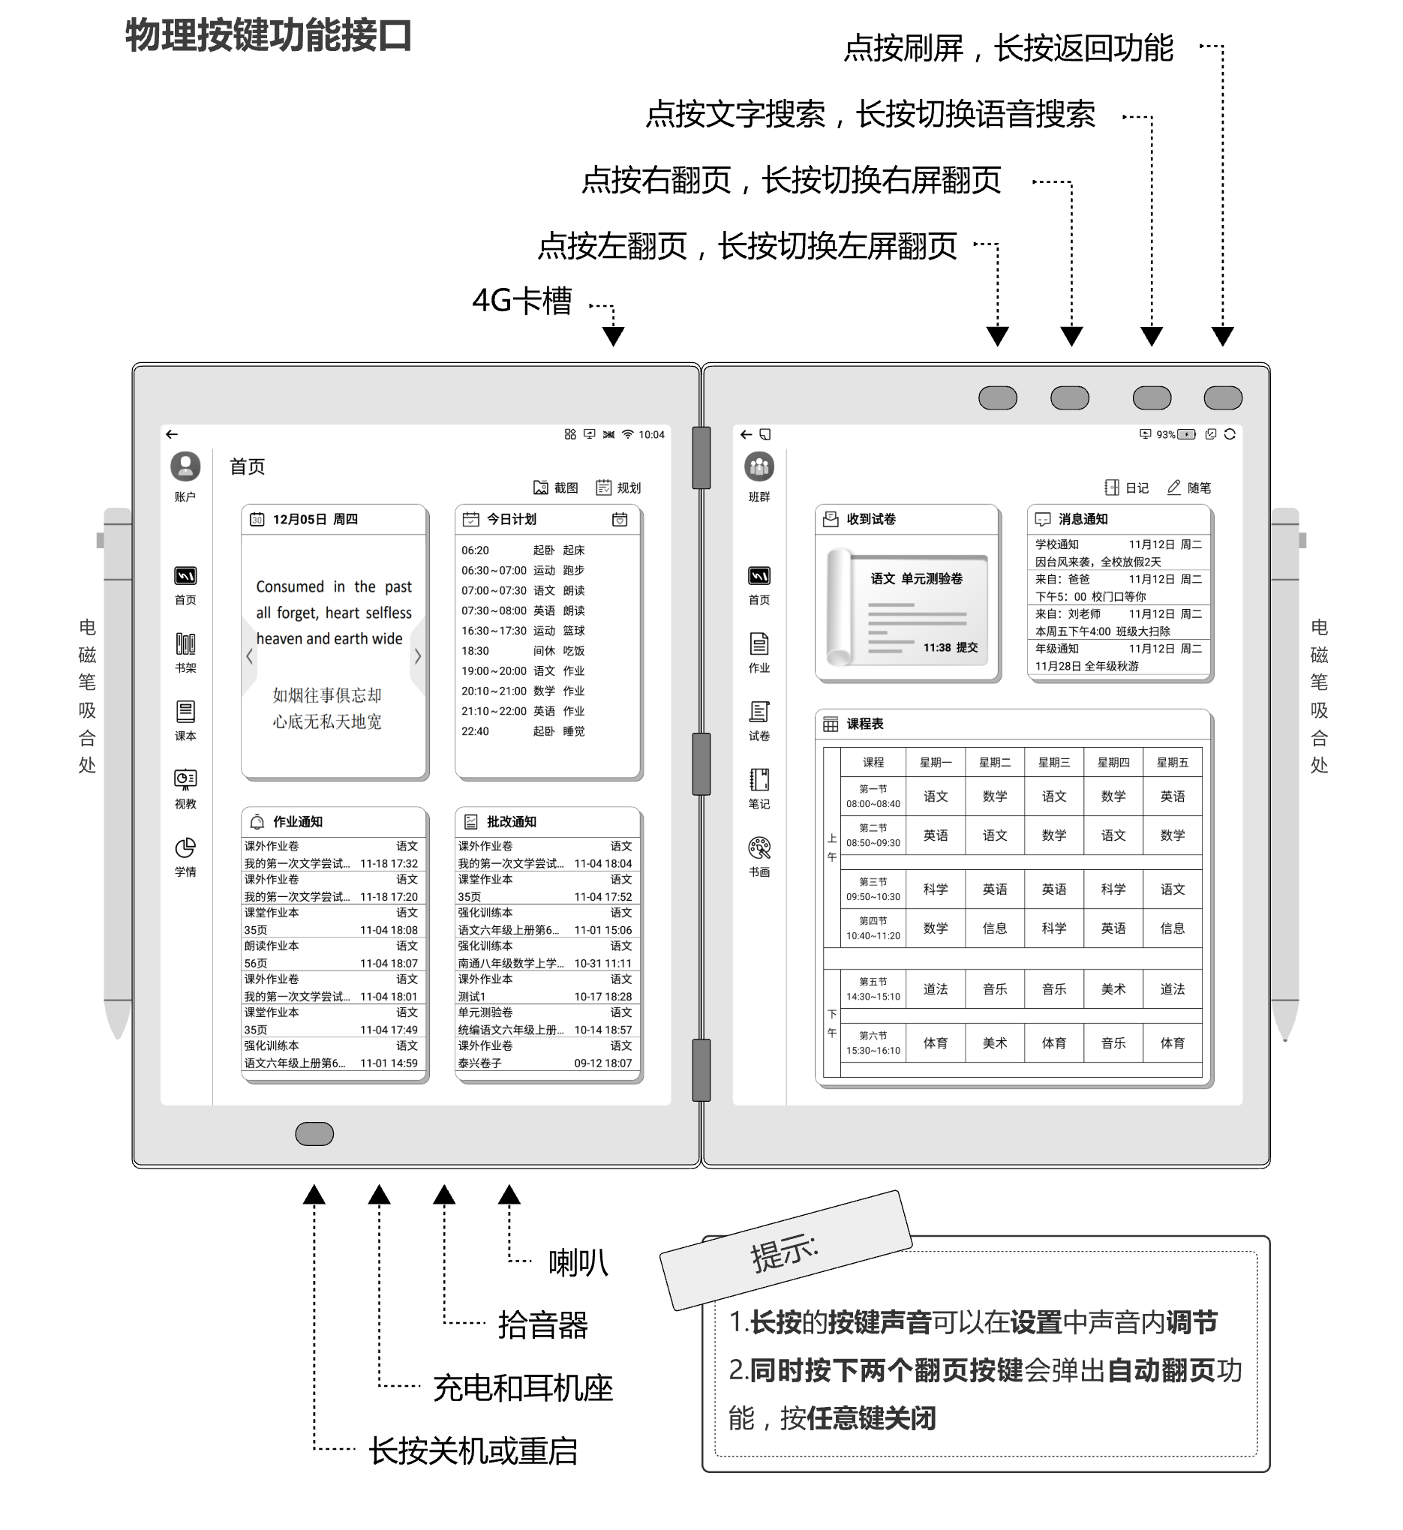 物理按键功能接口
点按刷屏，长按返回功能
点按文字搜索，长按切换语音搜索
点按右翻页，长按切换右屏翻页
点按左翻页，长按切换左屏翻页
4G卡槽
10:04
账户
首页
截图 规划
12月05日 周四
Consumed in the past
all forget, heart selfless
heaven and earth wide
如烟往事俱忘却
心底无私天地宽
今日计划
06:20 起卧 起床
06:30~07:00 运动 跑步
07:00~07:30 语文 朗读
07:30~08:00 英语 朗读
16:30~17:30 运动 篮球
18:30 间休 吃饭
19:00~20:00 语文 作业
20:10~21:00 数学 作业
21:10~22:00 英语 作业
22:40 起卧 睡觉
首页
书架
课本
视教
学情
作业通知
课外作业卷 语文
我的第一次文学尝试... 11-18 17:32
课外作业卷 语文
我的第一次文学尝试... 11-18 17:20
课堂作业本 语文
35页 11-04 18:08
朗读作业本 语文
56页 11-04 18:07
课外作业卷 语文
我的第一次文学尝试... 11-04 18:01
课堂作业本 语文
35页 11-04 17:49
强化训练本 语文
语文六年级上册第6... 11-01 14:59
批改通知
课外作业卷 语文
我的第一次文学尝试... 11-04 18:04
课堂作业本 语文
35页 11-04 17:52
强化训练本 语文
语文六年级上册第6... 11-01 15:06
强化训练本 语文
南通八年级数学上学... 10-31 11:11
课外作业本 语文
测试1 10-17 18:28
单元测验卷 语文
统编语文六年级上册... 10-14 18:57
课外作业卷 语文
泰兴卷子 09-12 18:07
93%
班群
日记 随笔
收到试卷
语文 单元测验卷
11:38 提交
消息通知
学校通知 11月12日 周二
因台风来袭，全校放假2天
来自：爸爸 11月12日 周二
下午5：00 校门口等你
来自：刘老师 11月12日 周二
本周五下午4:00 班级大扫除
年级通知 11月12日 周二
11月28日 全年级秋游
首页
作业
试卷
笔记
书画
课程表
课程 星期一 星期二 星期三 星期四 星期五
上午
第一节
08:00~08:40 语文 数学 语文 数学 英语
第二节
08:50~09:30 英语 语文 数学 语文 数学
第三节
09:50~10:30 科学 英语 英语 科学 语文
第四节
10:40~11:20 数学 信息 科学 英语 信息
下午
第五节
14:30~15:10 道法 音乐 音乐 美术 道法
第六节
15:30~16:10 体育 美术 体育 音乐 体育
电磁笔吸合处
电磁笔吸合处
喇叭
拾音器
充电和耳机座
长按关机或重启
提示:
1.长按的按键声音可以在设置中声音内调节
2.同时按下两个翻页按键会弹出自动翻页功
能，按任意键关闭